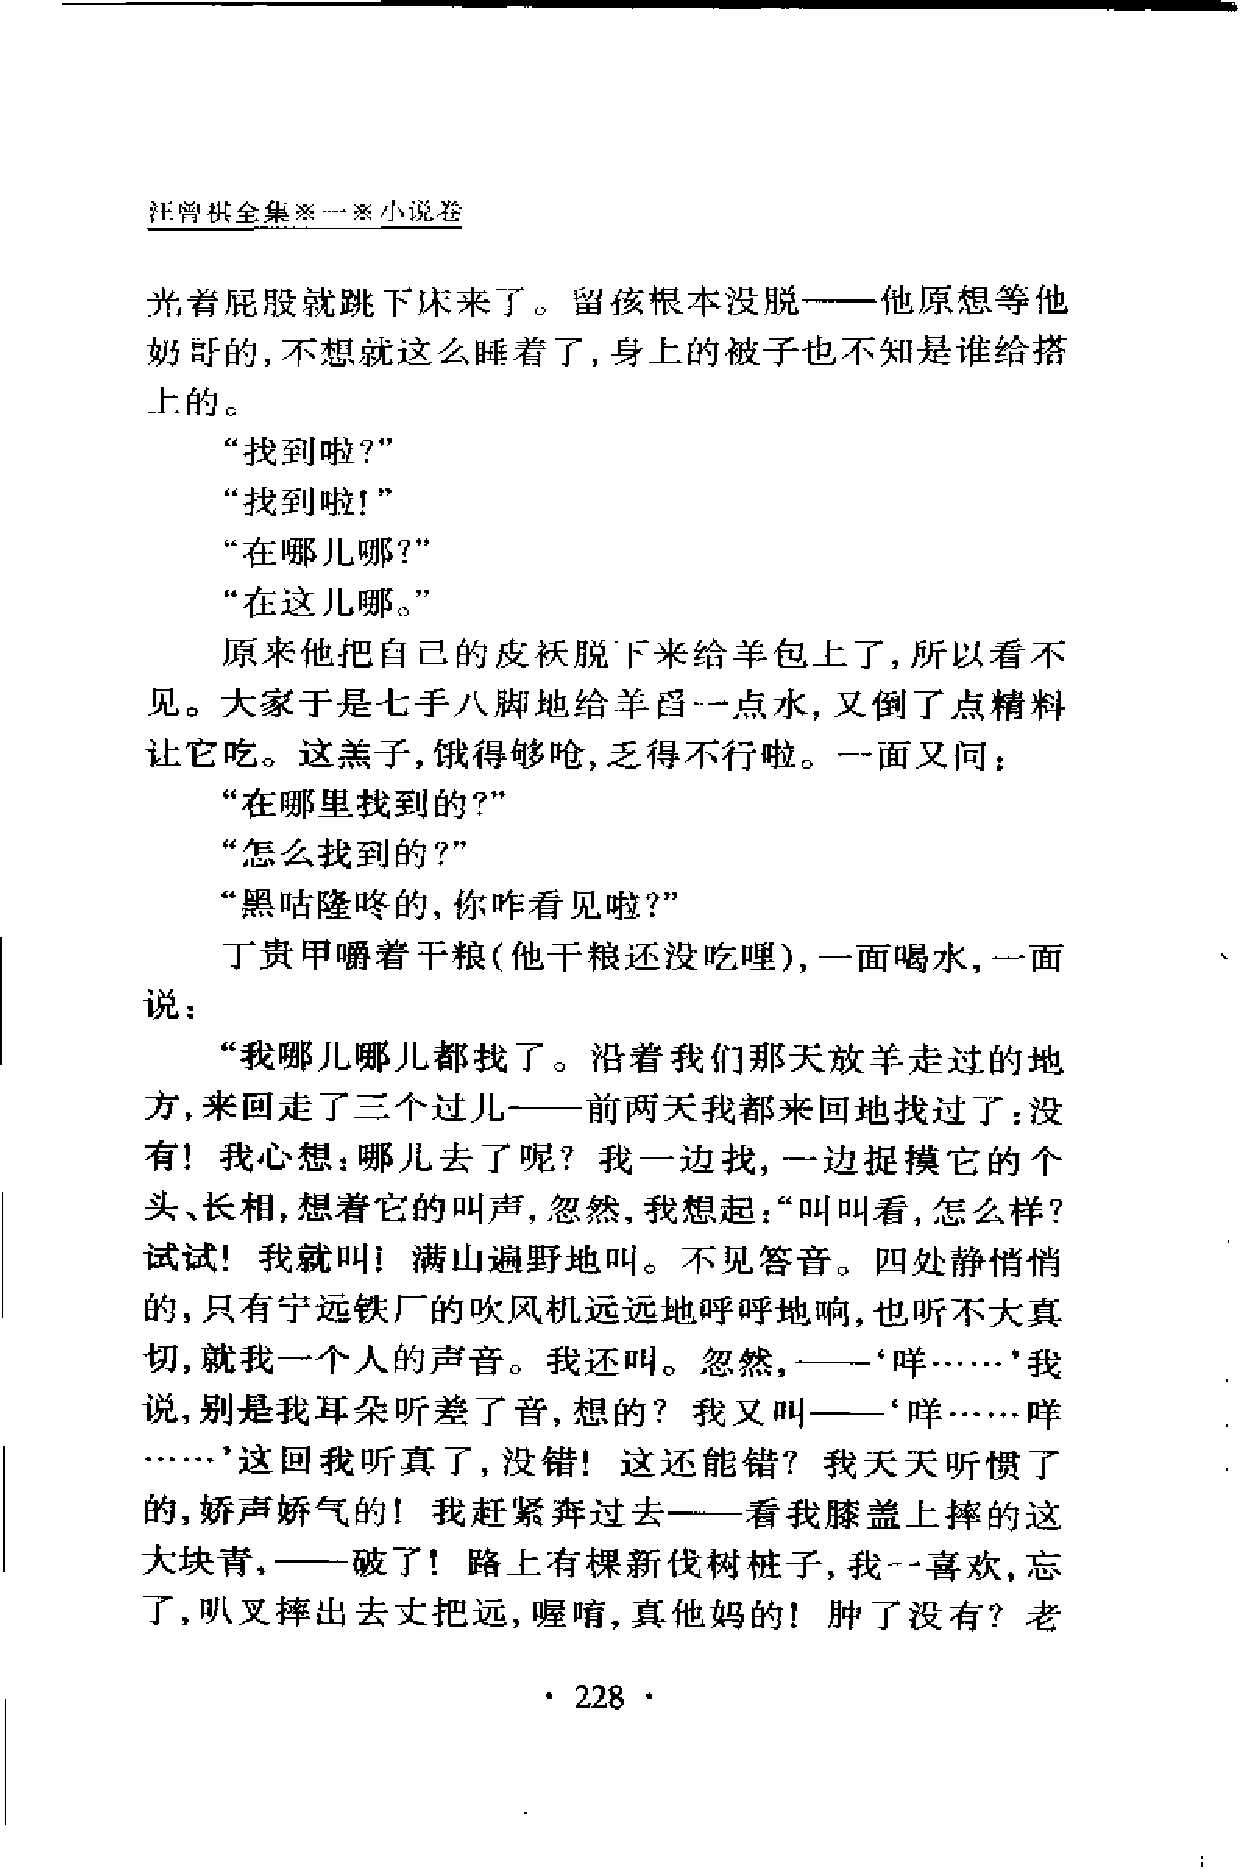 汪曾祺全集※一※小说卷
光着屁股就跳下床来了。留孩根本没脱——他原想等他
奶哥的,不想就这么睡着了,身上的被子也不知是谁给搭
上的。
“找到啦?”
“找到啦!”
“在哪儿哪?”
“在这儿哪。”
原来他把自己的皮袄脱下来给羊包上了,所以看不
见。大家于是七手八脚地给羊舀一点水,又倒了点精料
让它吃。这羔子,饿得够呛,乏得不行啦。一面又问:
“在哪里找到的?”
“怎么找到的?”
“黑咕隆咚的,你咋看见啦?”
丁贵甲嚼着干粮(他干粮还没吃哩),一面喝水,一面
说:
“我哪儿哪儿都找了。沿着我们那天放羊走过的地
方,来回走了三个过儿——前两天我都来回地找过了:没
有! 我心想:哪儿去了呢? 我一边找,一边捉摸它的个
头、长相,想着它的叫声,忽然,我想起:“叫叫看,怎么样?
试试! 我就叫! 满山遍野地叫。不见答音。四处静悄悄
的,只有宁远铁厂的吹风机远远地呼呼地响,也听不大真
切,就我一个人的声音。我还叫。忽然,——‘咩……’我
说,别是我耳朵听差了音,想的? 我又叫——‘咩……咩
……’这回我听真了,没错! 这还能错? 我天天听惯了
的,娇声娇气的! 我赶紧奔过去——看我膝盖上摔的这
大块青,——破了! 路上有棵新伐树桩子,我一喜欢,忘
了,叭叉摔出去丈把远,喔唷,真他妈的! 肿了没有? 老
· 228 ·